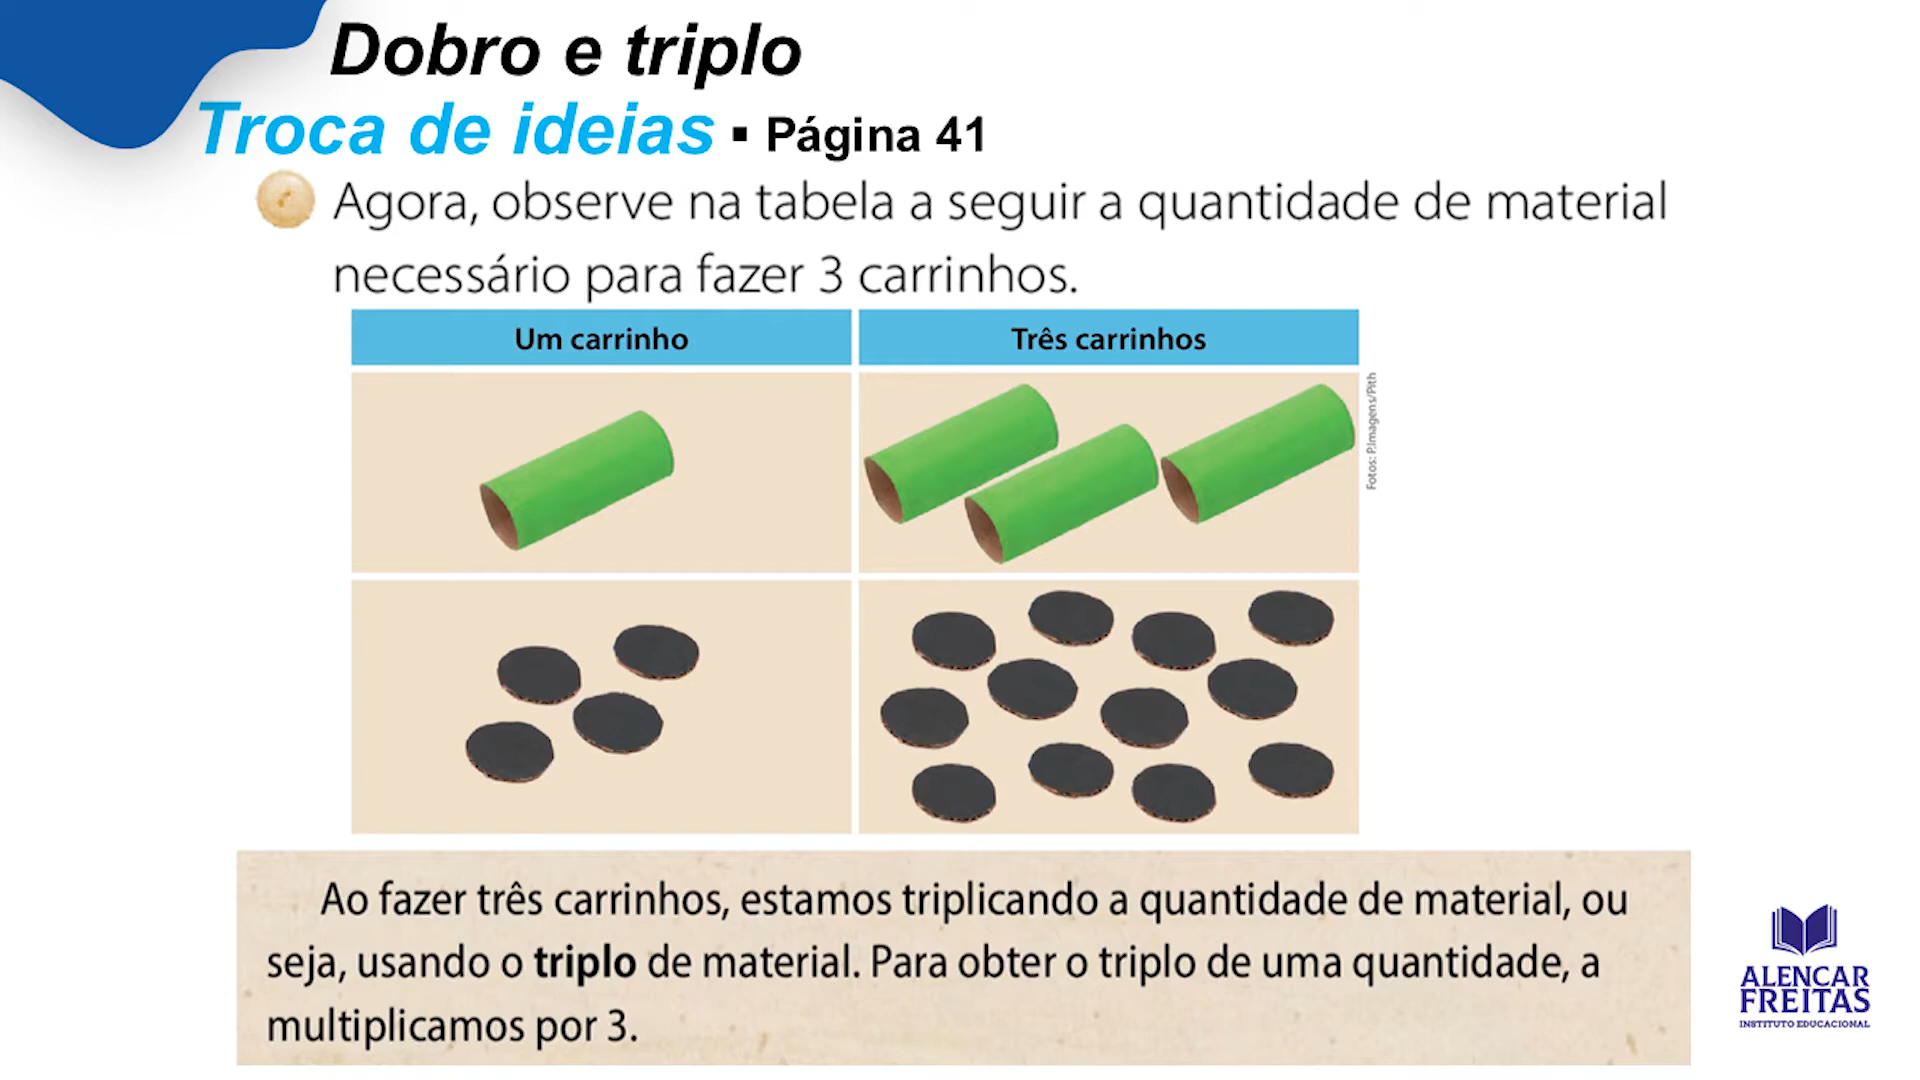 Dobro e triplo
Troca de ideias ▪ Página 41
Agora, observe na tabela a seguir a quantidade de material
necessário para fazer 3 carrinhos.
Um carrinho
Três carrinhos
Fotos: P.Imagens/Pith
Ao fazer três carrinhos, estamos triplicando a quantidade de material, ou
seja, usando o triplo de material. Para obter o triplo de uma quantidade, a
multiplicamos por 3.
ALENCAR
FREITAS
INSTITUTO EDUCACIONAL